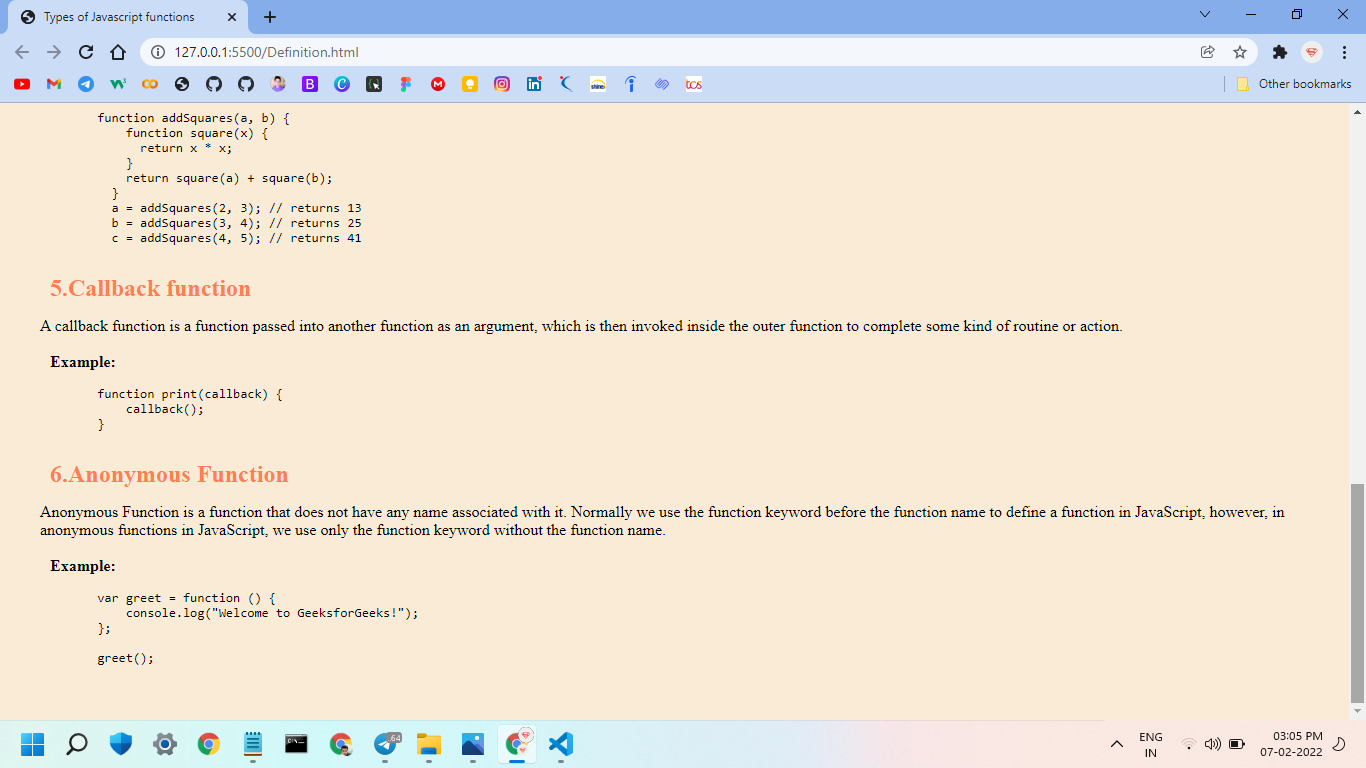 Types of Javascript functions
127.0.0.1:5500/Definition.html
Other bookmarks
function addSquares(a, b) {
function square(x) {
return x * x;
}
return square(a) + square(b);
}
a = addSquares(2, 3); // returns 13
b = addSquares(3, 4); // returns 25
c = addSquares(4, 5); // returns 41
5.Callback function
A callback function is a function passed into another function as an argument, which is then invoked inside the outer function to complete some kind of routine or action.
Example:
function print(callback) {
callback();
}
6.Anonymous Function
Anonymous Function is a function that does not have any name associated with it. Normally we use the function keyword before the function name to define a function in JavaScript, however, in
anonymous functions in JavaScript, we use only the function keyword without the function name.
Example:
var greet = function () {
console.log("Welcome to GeeksforGeeks!");
};
greet();
64
ENG
IN
03:05 PM
07-02-2022